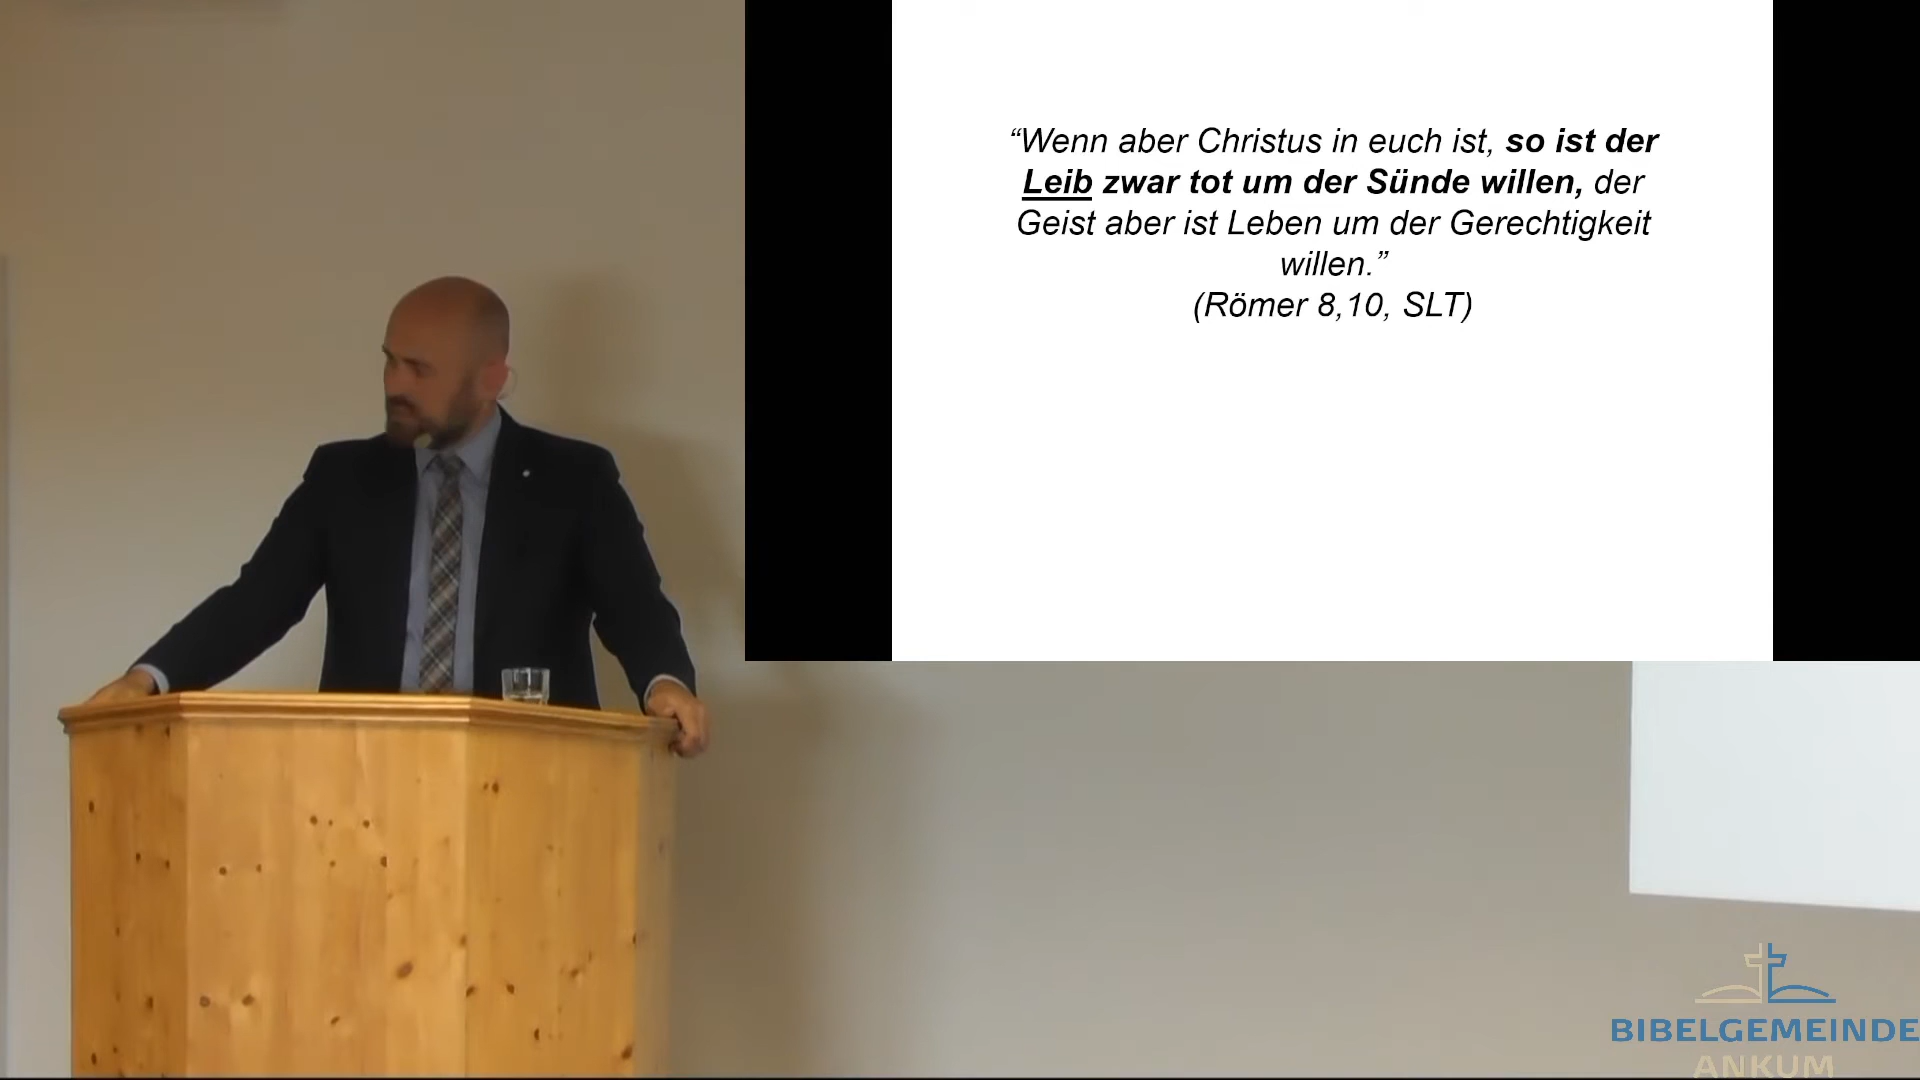 “Wenn aber Christus in euch ist, so ist der
Leib zwar tot um der Sünde willen, der
Geist aber ist Leben um der Gerechtigkeit
willen.”
(Römer 8,10, SLT)
BIBELGEMEINDE
ANKUM